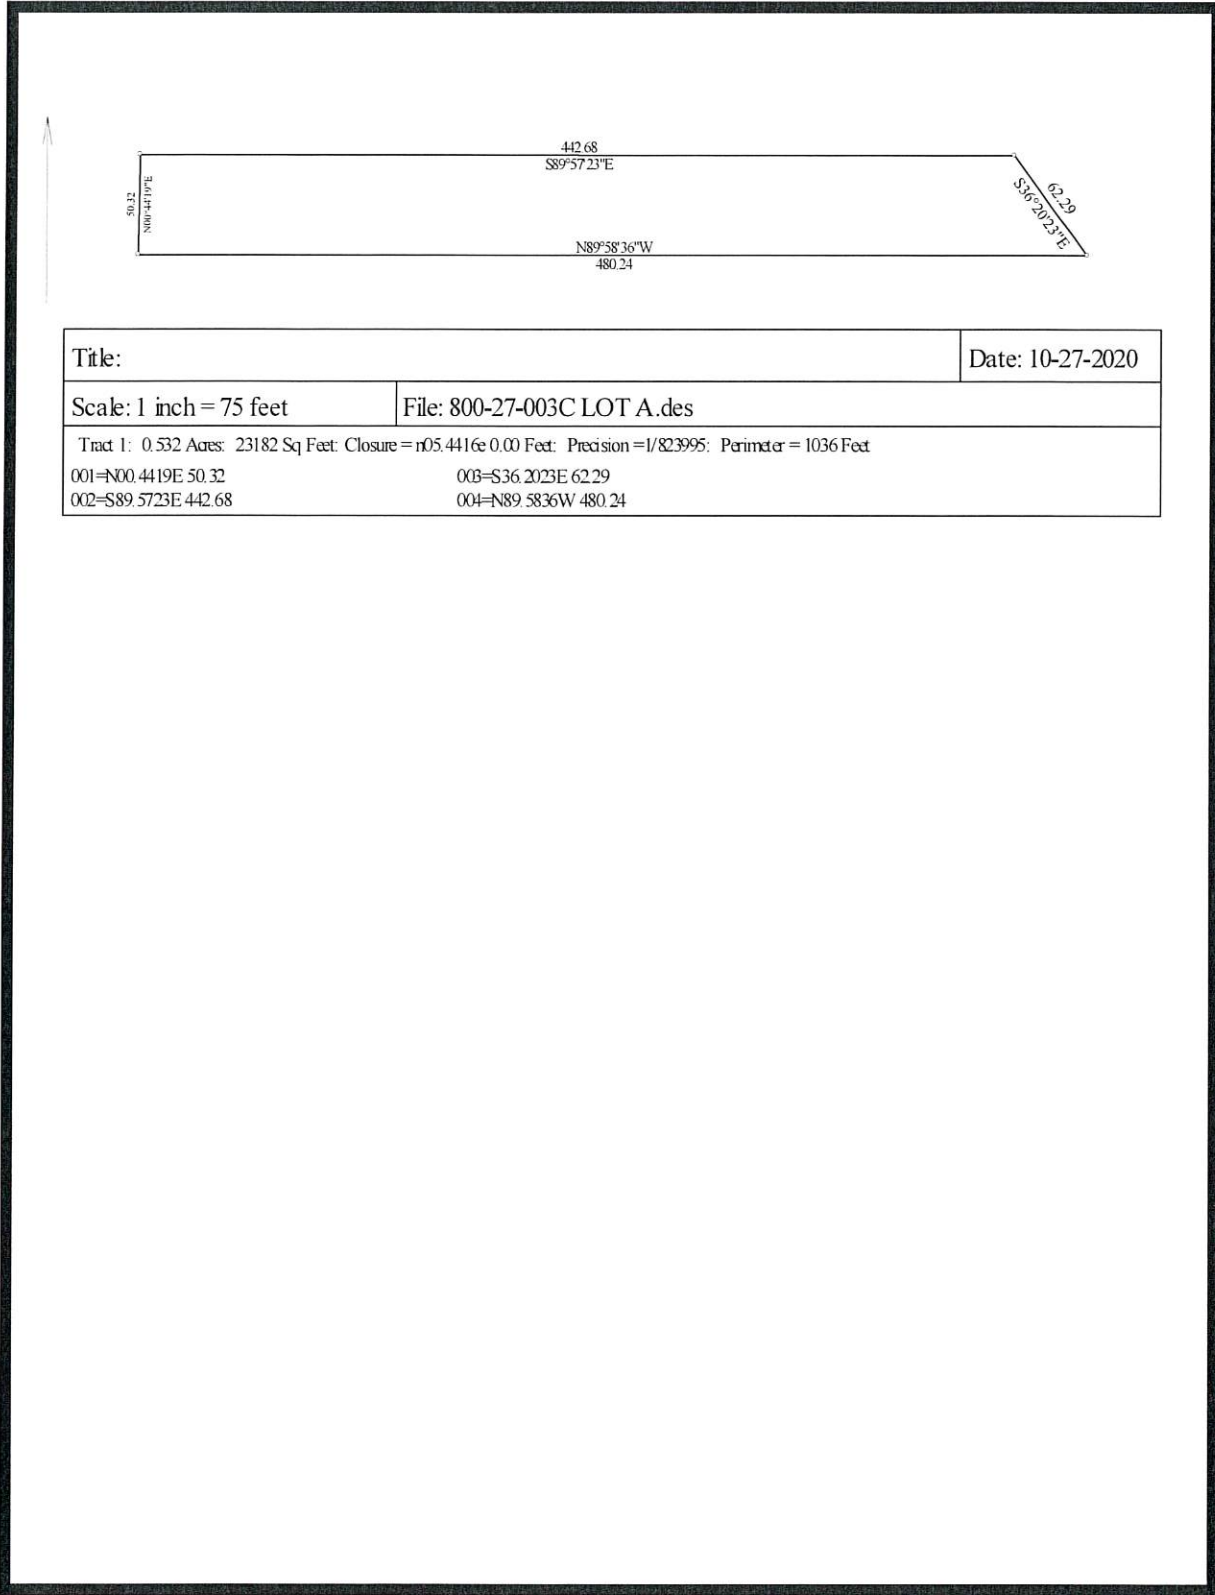 442.68
S89°57'23"E
50.32
N00°44'19"E
62.29
S36°20'23"E
N89°58'36"W
480.24
Title:
Date: 10-27-2020
Scale: 1 inch = 75 feet
File: 800-27-003C LOT A.des
Tract 1: 0.532 Acres: 23182 Sq Feet: Closure = n05.4416e 0.00 Feet: Precision =1/823995: Perimeter = 1036 Feet
001=N00.4419E 50.32
003=S36.2023E 62.29
002=S89.5723E 442.68
004=N89.5836W 480.24